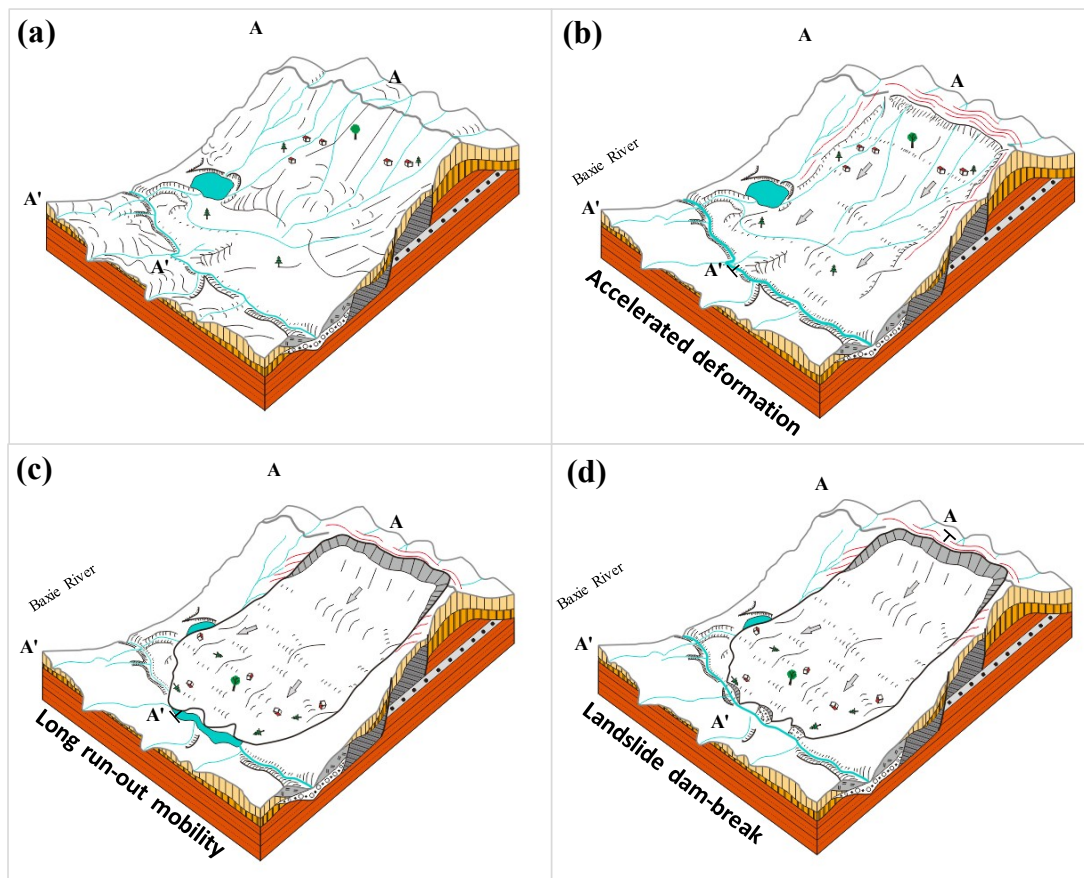 (a)
A
A
A'
A'
(b)
A
A
Baxie River
A'
A'
Accelerated deformation
(c)
A
A
Baxie River
A'
A'
Long run-out mobility
(d)
A
A
Baxie River
A'
A'
Landslide dam-break